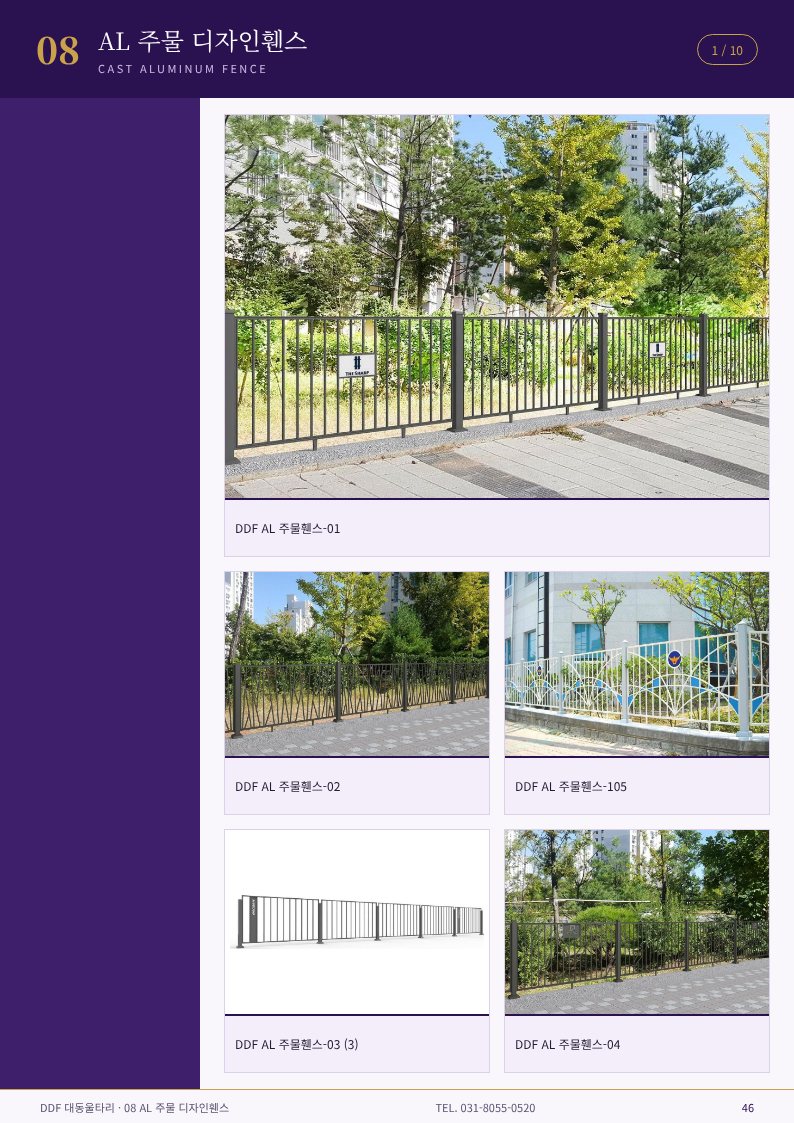 08
AL 주물 디자인휀스
CAST ALUMINUM FENCE
1 / 10
THE SHARP
DDF AL 주물휀스-01
DDF AL 주물휀스-02
DDF AL 주물휀스-105
DDF AL 주물휀스-03 (3)
DDF AL 주물휀스-04
DDF 대동울타리 · 08 AL 주물 디자인휀스
TEL. 031-8055-0520
46